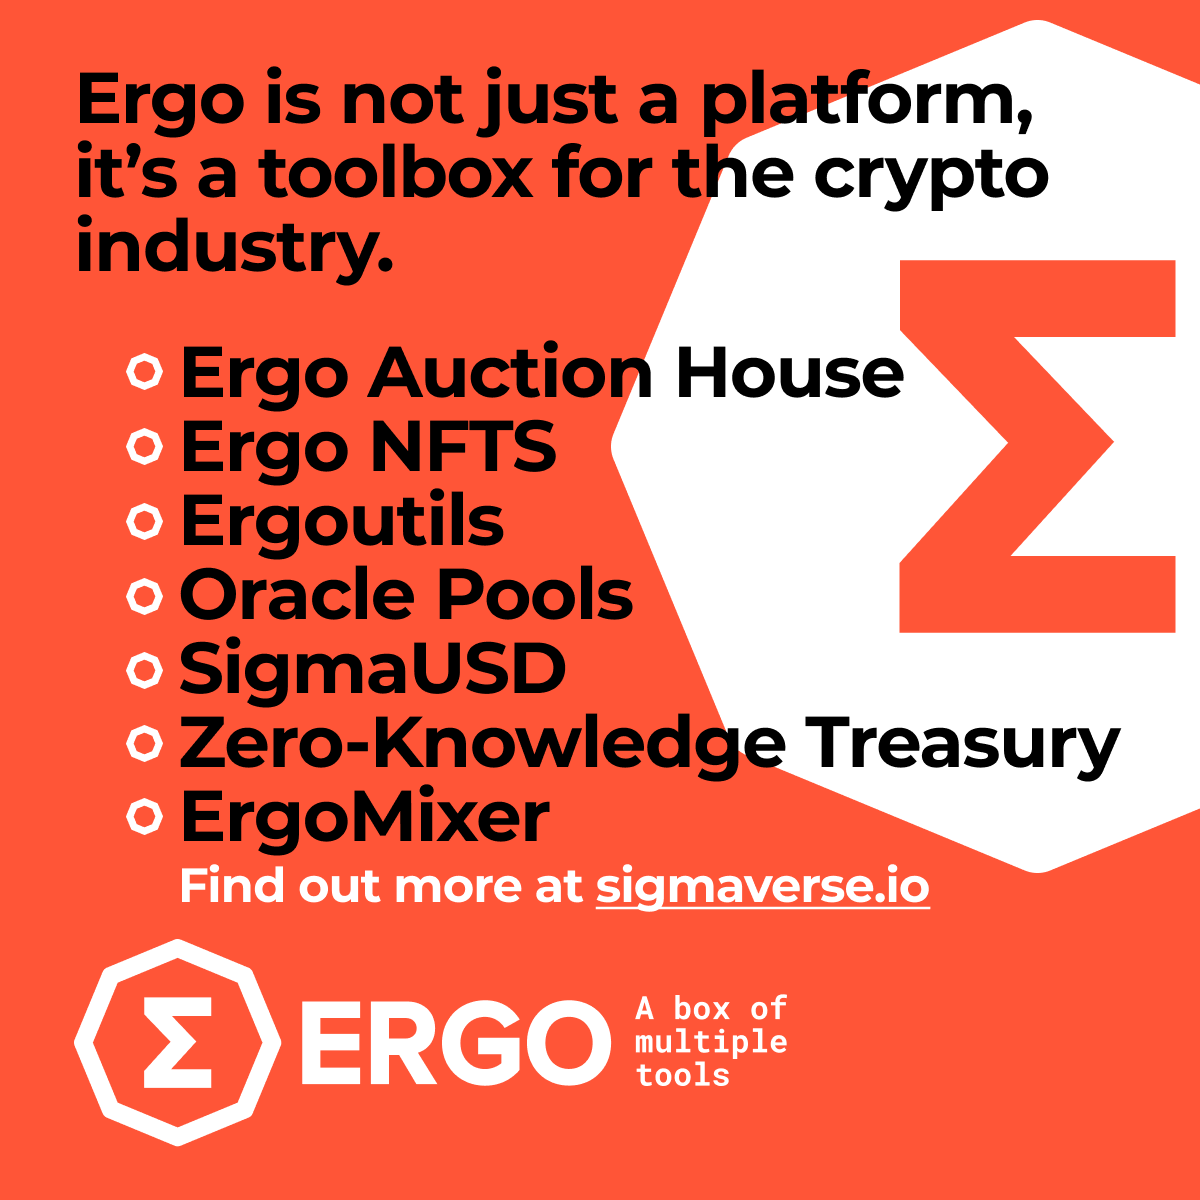 Ergo is not just a platform,
it’s a toolbox for the crypto
industry.
Ergo Auction House
Ergo NFTS
Ergoutils
Oracle Pools
SigmaUSD
Zero-Knowledge Treasury
ErgoMixer
Find out more at sigmaverse.io
ERGO
A box of
multiple
tools